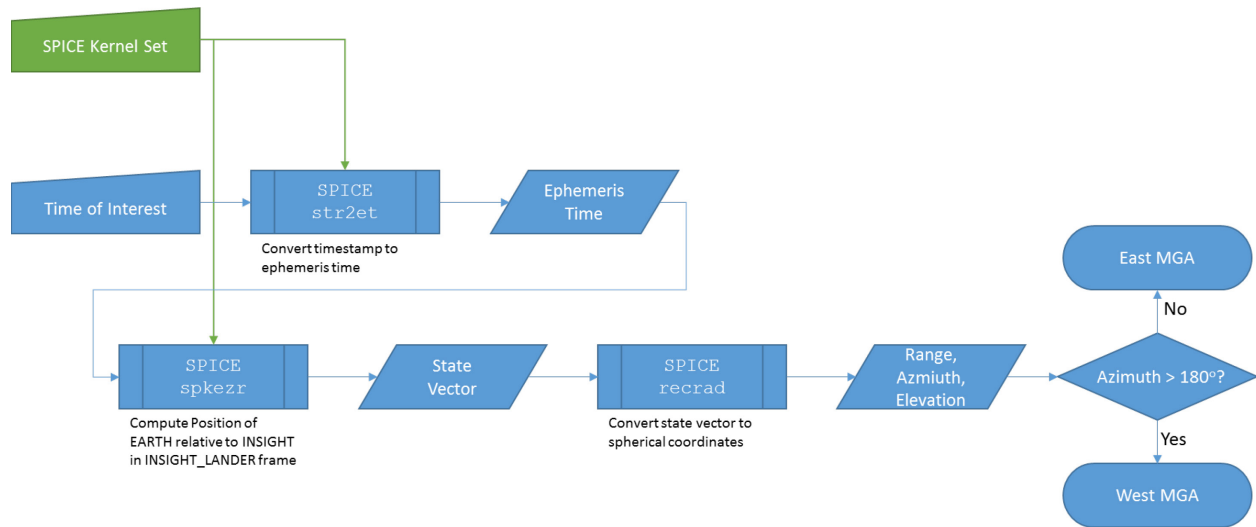 SPICE Kernel Set
Time of Interest
SPICE
str2et
Convert timestamp to
ephemeris time
Ephemeris
Time
SPICE
spkezr
Compute Position of
EARTH relative to INSIGHT
in INSIGHT_LANDER frame
State
Vector
SPICE
recrad
Convert state vector to
spherical coordinates
Range,
Azmiuth,
Elevation
East MGA
No
Azimuth > 180º?
Yes
West MGA